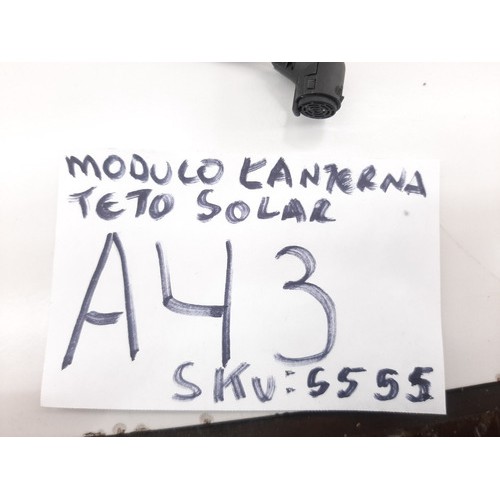 MODULO LANTERNA
TETO SOLAR
A43
SKU: 5555